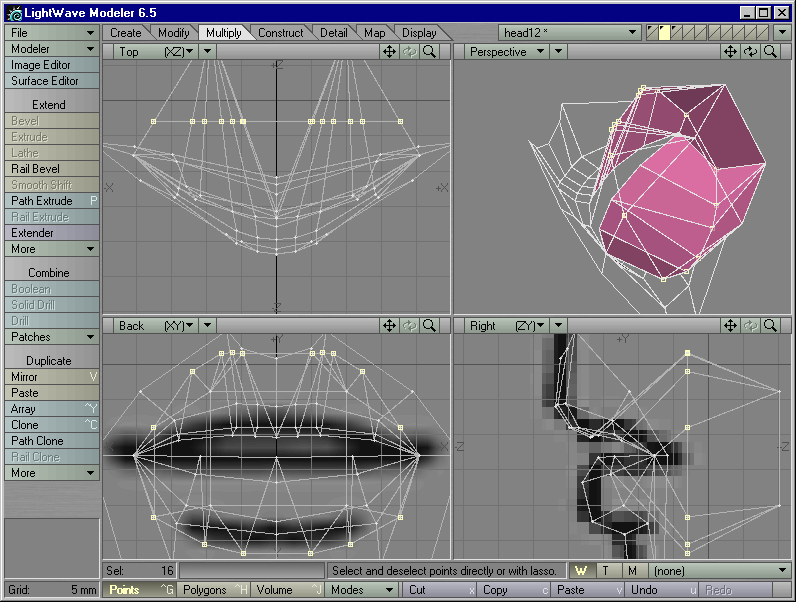 LightWave Modeler 6.5
File Create Modify Multiply Construct Detail Map Display head12 *
Modeler Top (XZ) Perspective
Image Editor
Surface Editor
Extend
Bevel
Extrude
Lathe
Rail Bevel
Smooth Shift
Path Extrude P
Rail Extrude
Extender
More
Combine
Boolean
Solid Drill
Drill
Patches Back (XY) Right (ZY)
Duplicate
Mirror V
Paste
Array ^Y
Clone ^C
Path Clone
Rail Clone
More
Sel: 16 Select and deselect points directly or with lasso. W T M (none)
Grid: 5 mm Points ^G Polygons ^H Volume ^J Modes Cut x Copy c Paste v Undo u Redo